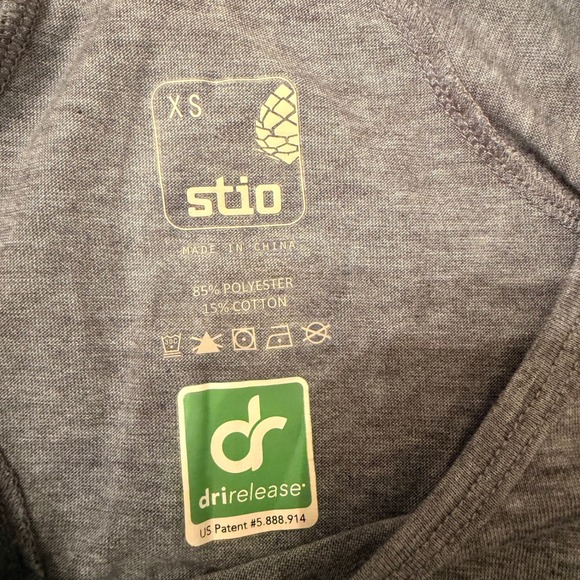 XS
stio
MADE IN CHINA
85% POLYESTER
15% COTTON
dr
drirelease®
US Patent #5.888.914